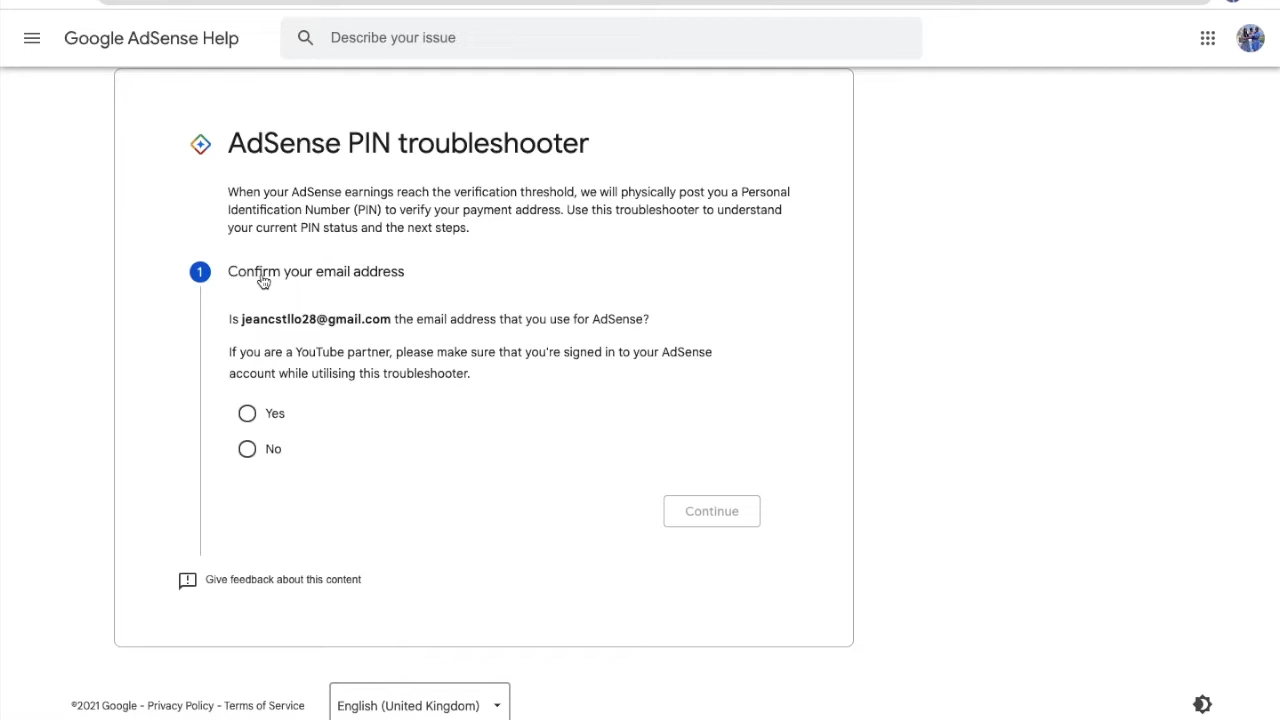 Google AdSense Help
Describe your issue
AdSense PIN troubleshooter
When your AdSense earnings reach the verification threshold, we will physically post you a Personal
Identification Number (PIN) to verify your payment address. Use this troubleshooter to understand
your current PIN status and the next steps.
1 Confirm your email address
Is jeancstllo28@gmail.com the email address that you use for AdSense?
If you are a YouTube partner, please make sure that you're signed in to your AdSense
account while utilising this troubleshooter.
Yes
No
Continue
Give feedback about this content
©2021 Google - Privacy Policy - Terms of Service
English (United Kingdom)